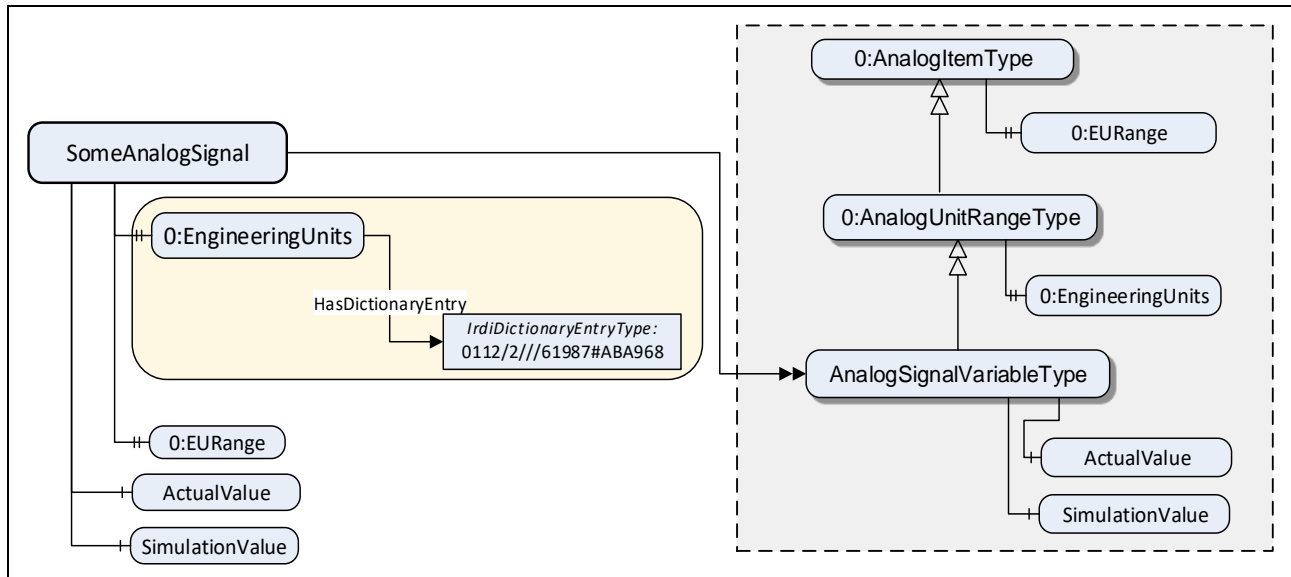 SomeAnalogSignal
0:EngineeringUnits
HasDictionaryEntry
IrdiDictionaryEntryType:
0112/2///61987#ABA968
0:EURange
ActualValue
SimulationValue
0:AnalogItemType
0:EURange
0:AnalogUnitRangeType
0:EngineeringUnits
AnalogSignalVariableType
ActualValue
SimulationValue